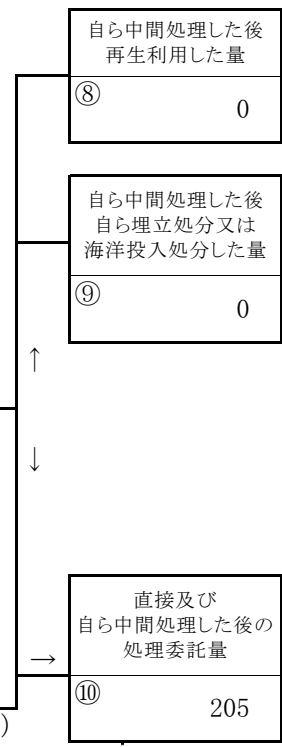 自ら中間処理した後
再生利用した量
⑧ 0
自ら中間処理した後
自ら埋立処分又は
海洋投入処分した量
⑨ 0
↑
↓
直接及び
自ら中間処理した後の
処理委託量
→
⑩ 205
)